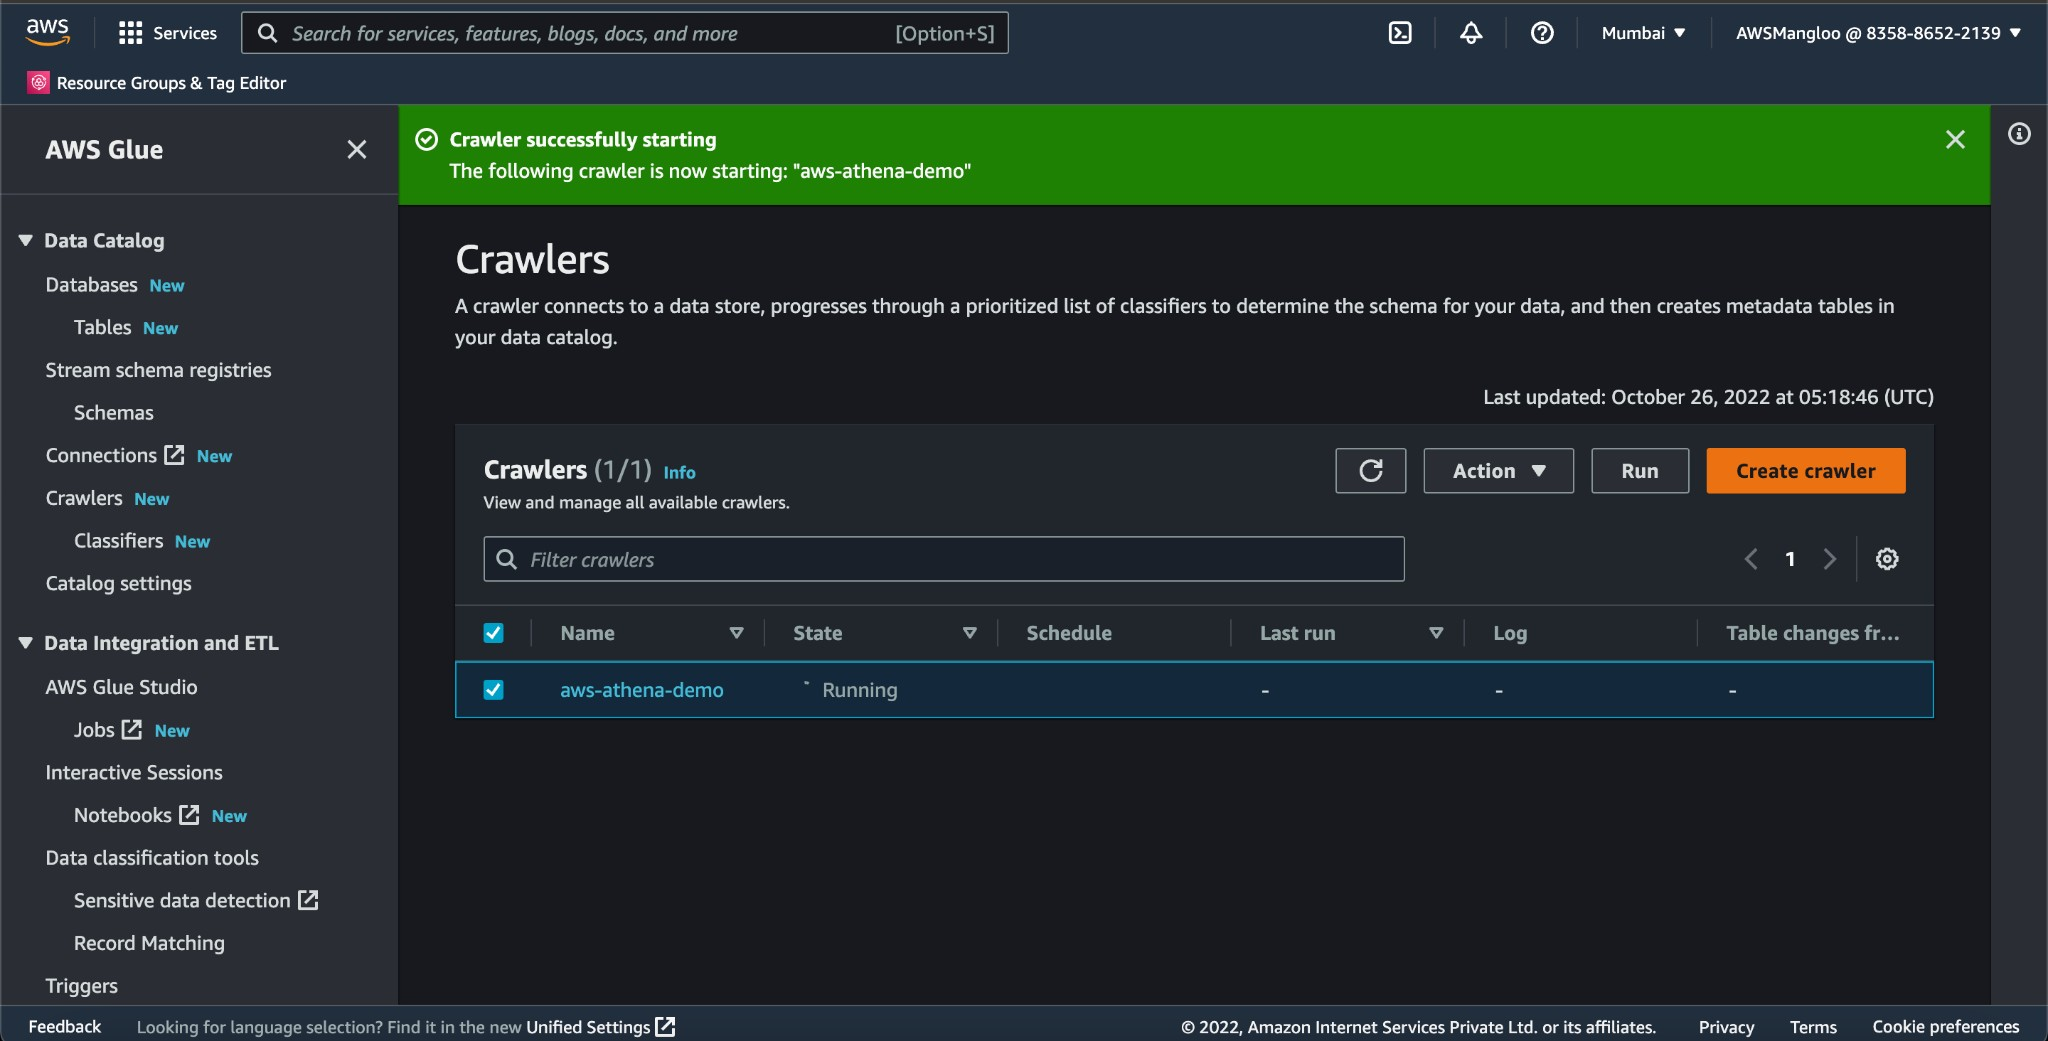 aws
Services
Search for services, features, blogs, docs, and more [Option+S]
Mumbai ▼
AWSMangloo @ 8358-8652-2139 ▼
Resource Groups & Tag Editor
AWS Glue
Data Catalog
Databases New
Tables New
Stream schema registries
Schemas
Connections New
Crawlers New
Classifiers New
Catalog settings
Data Integration and ETL
AWS Glue Studio
Jobs New
Interactive Sessions
Notebooks New
Data classification tools
Sensitive data detection
Record Matching
Triggers
Crawler successfully starting
The following crawler is now starting: "aws-athena-demo"
Crawlers
A crawler connects to a data store, progresses through a prioritized list of classifiers to determine the schema for your data, and then creates metadata tables in
your data catalog.
Last updated: October 26, 2022 at 05:18:46 (UTC)
Crawlers (1/1) Info
View and manage all available crawlers.
Action ▼
Run
Create crawler
Filter crawlers
1
Name State Schedule Last run Log Table changes fr...
aws-athena-demo Running - - -
Feedback Looking for language selection? Find it in the new Unified Settings
© 2022, Amazon Internet Services Private Ltd. or its affiliates. Privacy Terms Cookie preferences